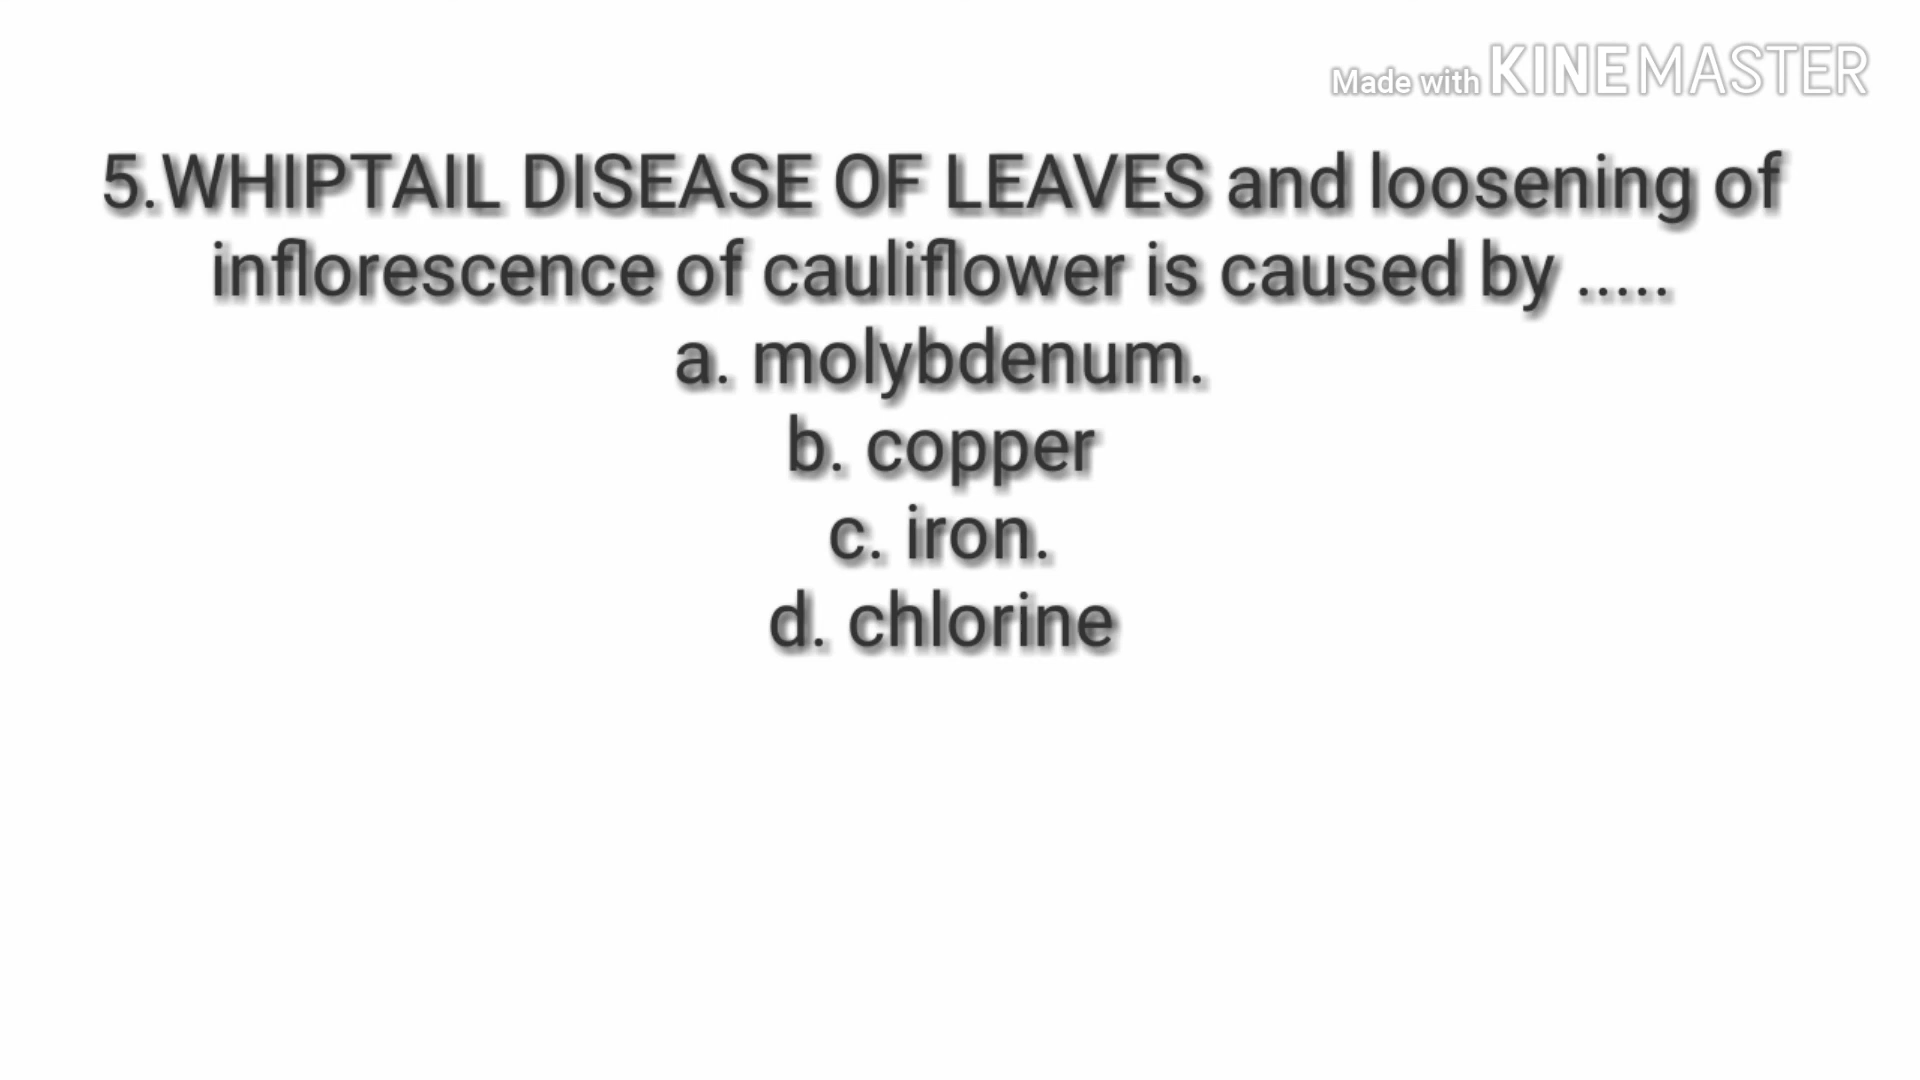 Made with KINEMASTER
5.WHIPTAIL DISEASE OF LEAVES and loosening of
inflorescence of cauliflower is caused by .....
a. molybdenum.
b. copper
c. iron.
d. chlorine